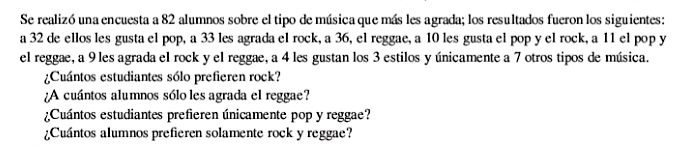 Se realizó una encuesta a 82 alumnos sobre el tipo de música que más les agrada; los resultados fueron los siguientes:
a 32 de ellos les gusta el pop, a 33 les agrada el rock, a 36, el reggae, a 10 les gusta el pop y el rock, a 11 el pop y
el reggae, a 9 les agrada el rock y el reggae, a 4 les gustan los 3 estilos y únicamente a 7 otros tipos de música.
¿Cuántos estudiantes sólo prefieren rock?
¿A cuántos alumnos sólo les agrada el reggae?
¿Cuántos estudiantes prefieren únicamente pop y reggae?
¿Cuántos alumnos prefieren solamente rock y reggae?